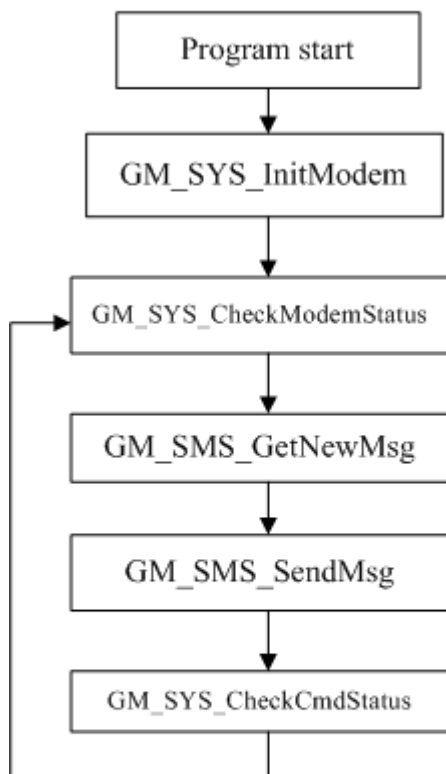 Program start
GM_SYS_InitModem
GM_SYS_CheckModemStatus
GM_SMS_GetNewMsg
GM_SMS_SendMsg
GM_SYS_CheckCmdStatus